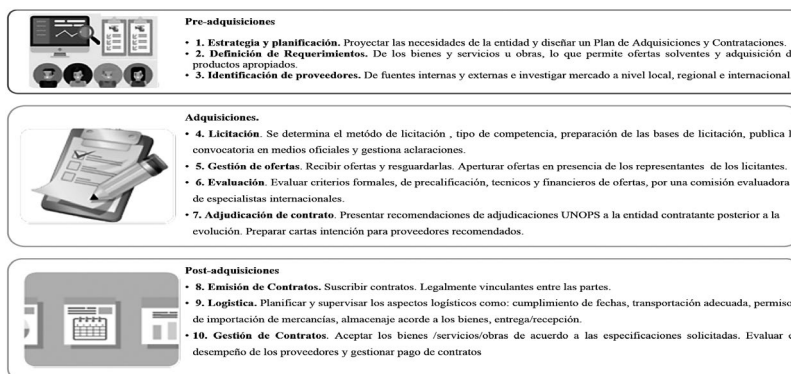 Pre-adquisiciones
• 1. Estrategia y planificación. Proyectar las necesidades de la entidad y diseñar un Plan de Adquisiciones y Contrataciones.
• 2. Definición de Requerimientos. De los bienes y servicios u obras, lo que permite ofertas solventes y adquisición d
productos apropiados.
• 3. Identificación de proveedores. De fuentes internas y externas e investigar mercado a nivel local, regional e internacional
Adquisiciones.
• 4. Licitación. Se determina el metódo de licitación , tipo de competencia, preparación de las bases de licitación, publica l
convocatoria en medios oficiales y gestiona aclaraciones.
• 5. Gestión de ofertas. Recibir ofertas y resguardarlas. Aperturar ofertas en presencia de los representantes de los licitantes.
• 6. Evaluación. Evaluar criterios formales, de precalificación, tecnicos y financieros de ofertas, por una comisión evaluadora
de especialistas internacionales.
• 7. Adjudicación de contrato. Presentar recomendaciones de adjudicaciones UNOPS a la entidad contratante posterior a la
evolución. Preparar cartas intención para proveedores recomendados.
Post-adquisiciones
• 8. Emisión de Contratos. Suscribir contratos. Legalmente vinculantes entre las partes.
• 9. Logistica. Planificar y supervisar los aspectos logísticos como: cumplimiento de fechas, transportación adecuada, permiso
de importación de mercancías, almacenaje acorde a los bienes, entrega/recepción.
• 10. Gestión de Contratos. Aceptar los bienes /servicios/obras de acuerdo a las especificaciones solicitadas. Evaluar e
desempeño de los proveedores y gestionar pago de contratos